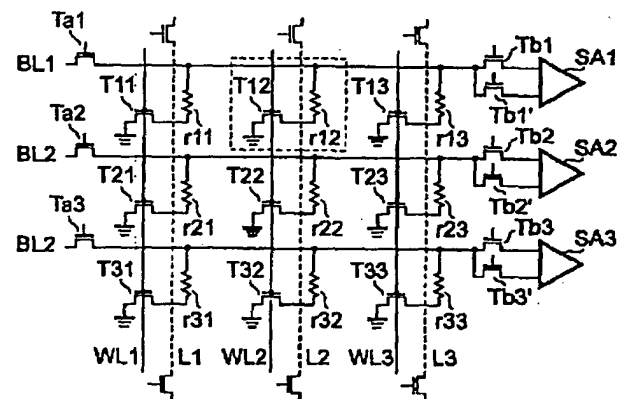 Ta1
Tb1
SA1
BL1
T11
T12
T13
Tb1'
Ta2
r11
r12
r13
Tb2
SA2
BL2
T21
T22
T23
Tb2'
Ta3
r21
r22
r23
Tb3
SA3
BL2
T31
T32
T33
Tb3'
r31
r32
r33
WL1
L1
WL2
L2
WL3
L3